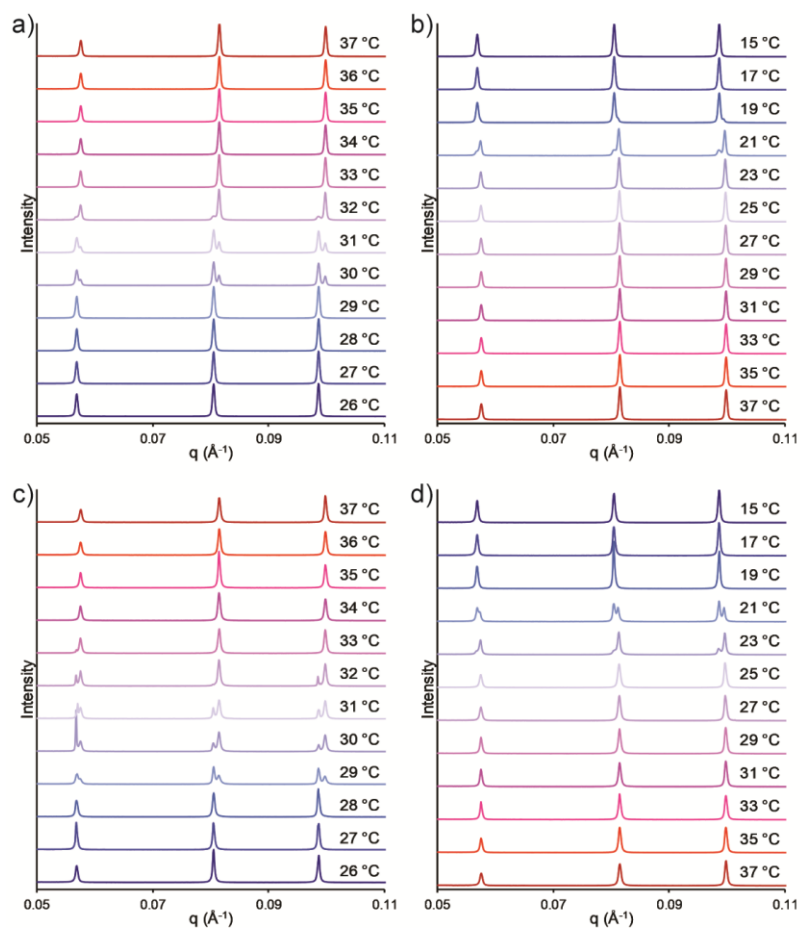 a)
37 °C
36 °C
35 °C
34 °C
33 °C
32 °C
31 °C
30 °C
29 °C
28 °C
27 °C
26 °C
Intensity
0.05 0.07 0.09 0.11
q (Å⁻¹)
b)
15 °C
17 °C
19 °C
21 °C
23 °C
25 °C
27 °C
29 °C
31 °C
33 °C
35 °C
37 °C
Intensity
0.05 0.07 0.09 0.11
q (Å⁻¹)
c)
37 °C
36 °C
35 °C
34 °C
33 °C
32 °C
31 °C
30 °C
29 °C
28 °C
27 °C
26 °C
Intensity
0.05 0.07 0.09 0.11
q (Å⁻¹)
d)
15 °C
17 °C
19 °C
21 °C
23 °C
25 °C
27 °C
29 °C
31 °C
33 °C
35 °C
37 °C
Intensity
0.05 0.07 0.09 0.11
q (Å⁻¹)